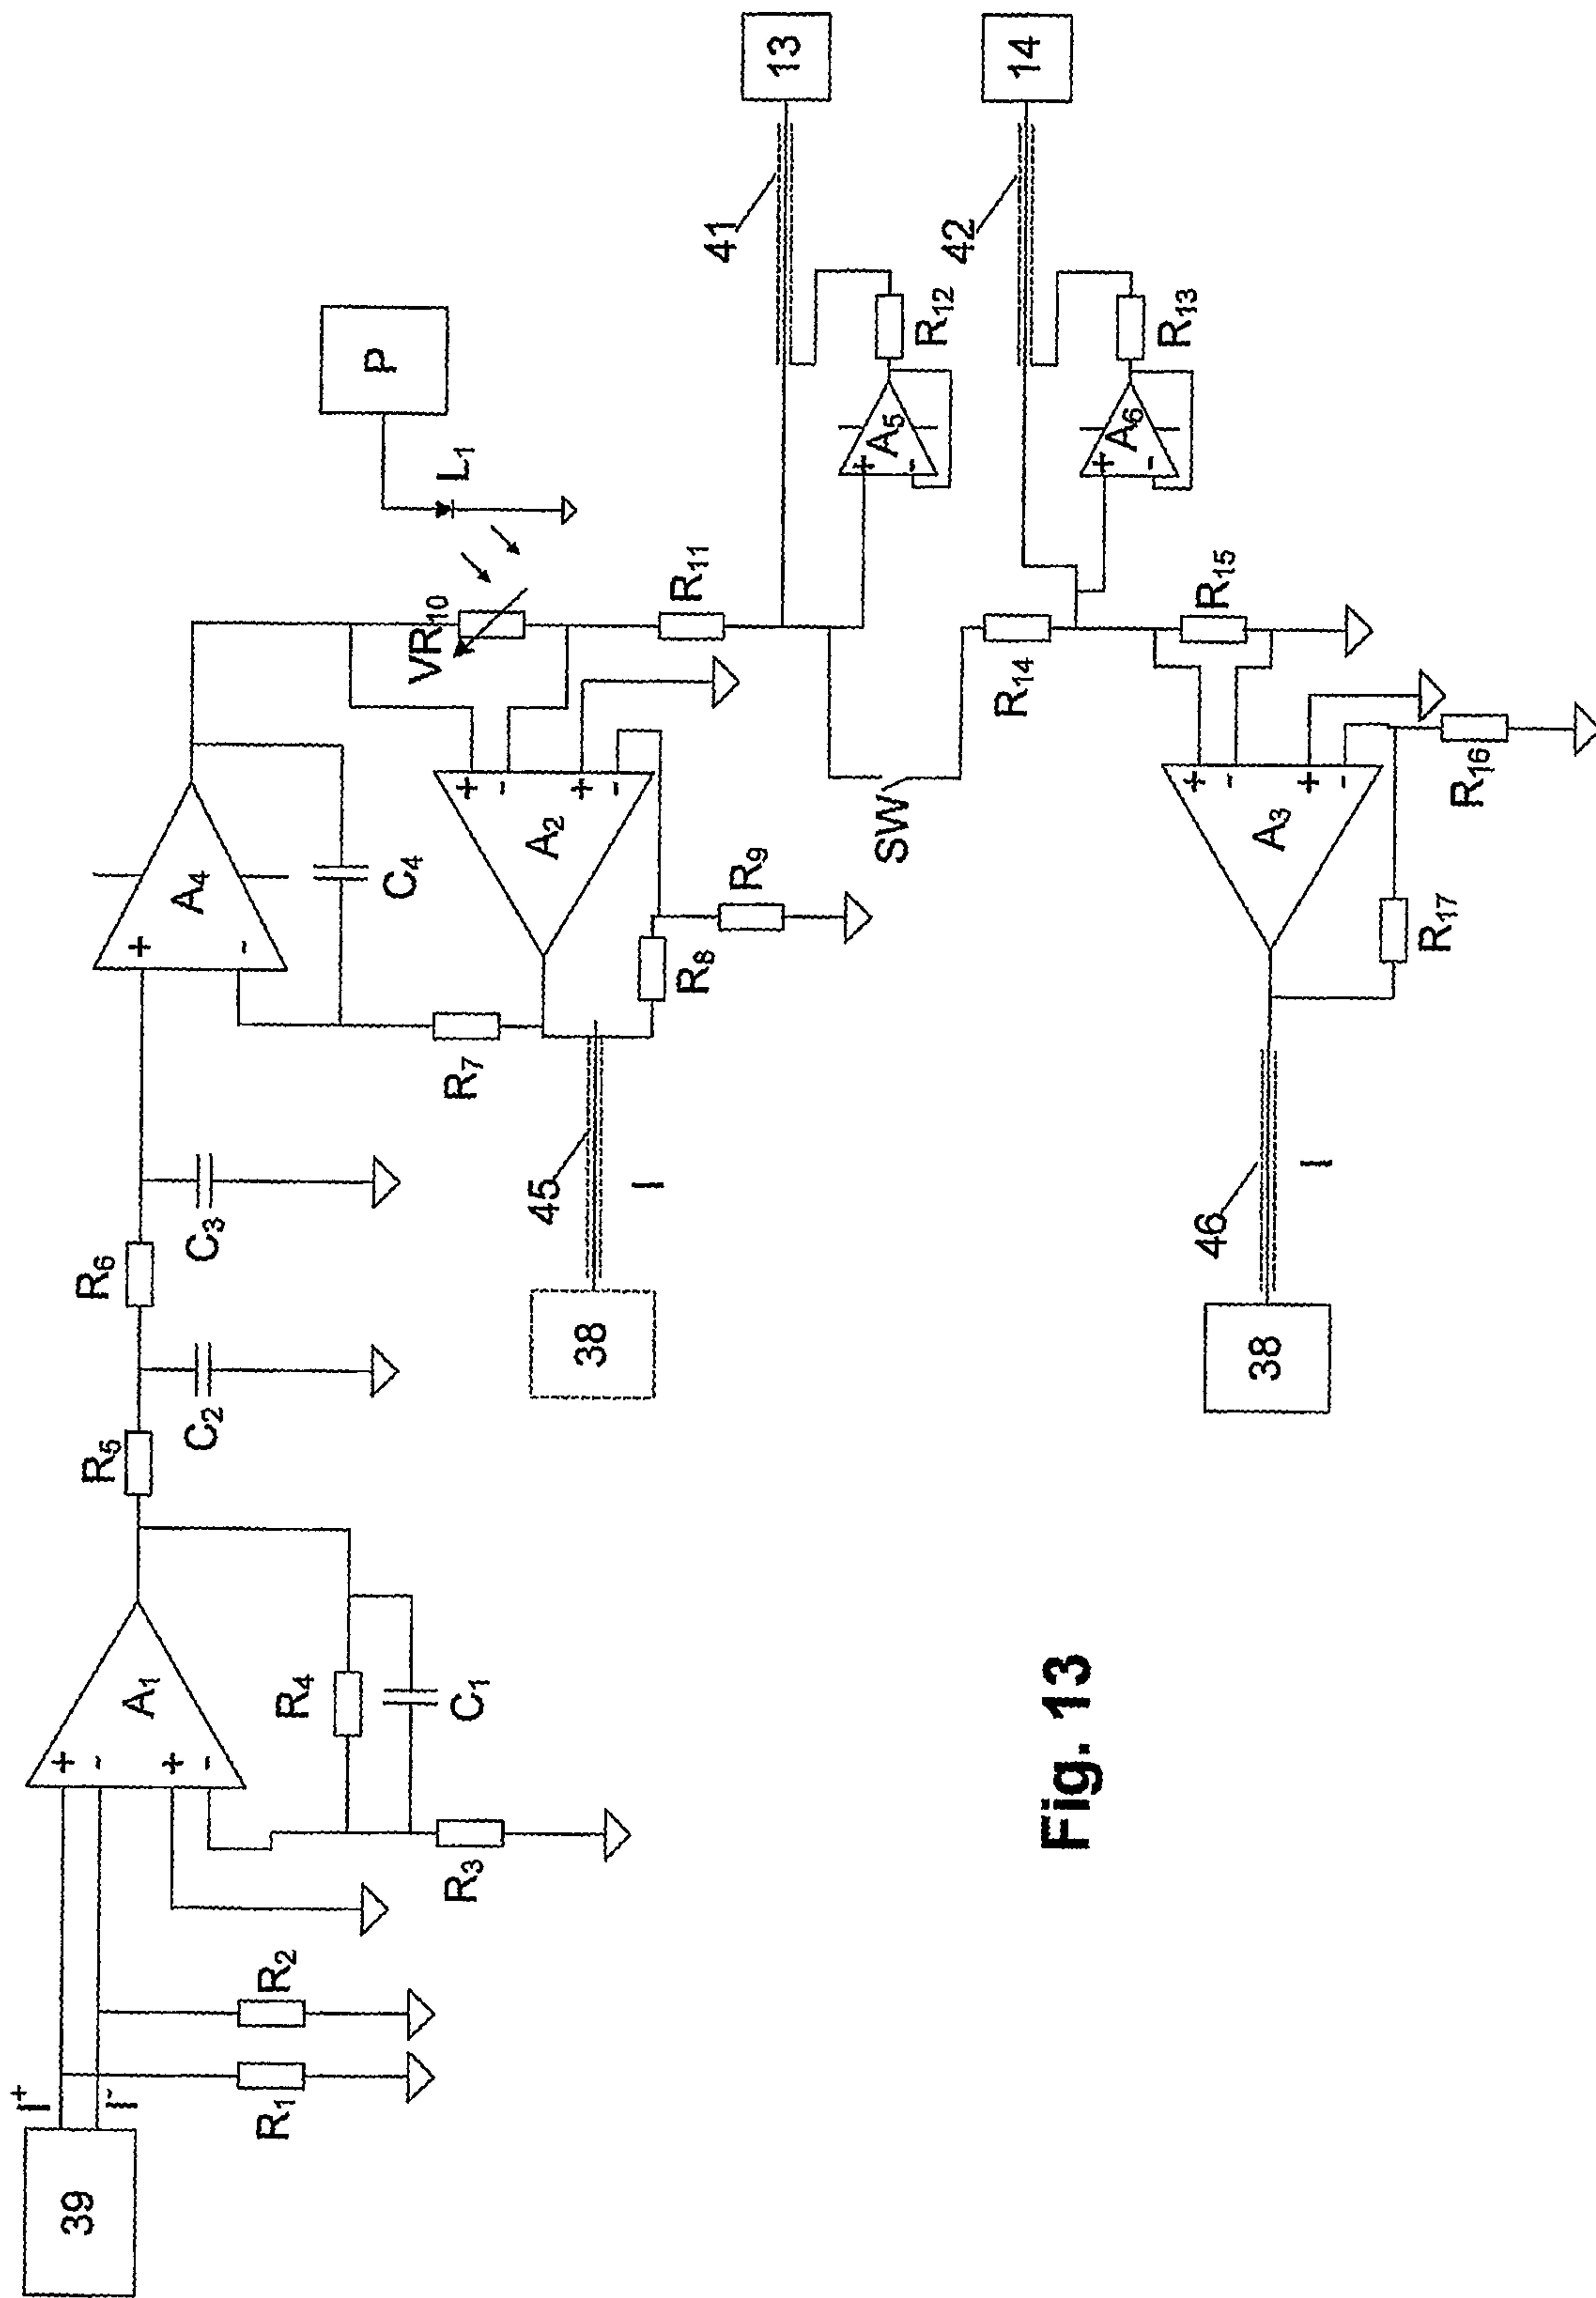 39
I+
I-
R1
R2
+
-
+
-
A1
R3
R4
C1
R5
C2
R6
C3
+
-
A4
C4
R7
38
45
I
R8
R9
+
-
+
-
A2
VR10
L1
P
R11
41
13
+
-
A5
R12
SW
R14
42
14
+
-
A6
R13
R15
+
-
+
-
A3
R16
R17
38
46
I
Fig. 13